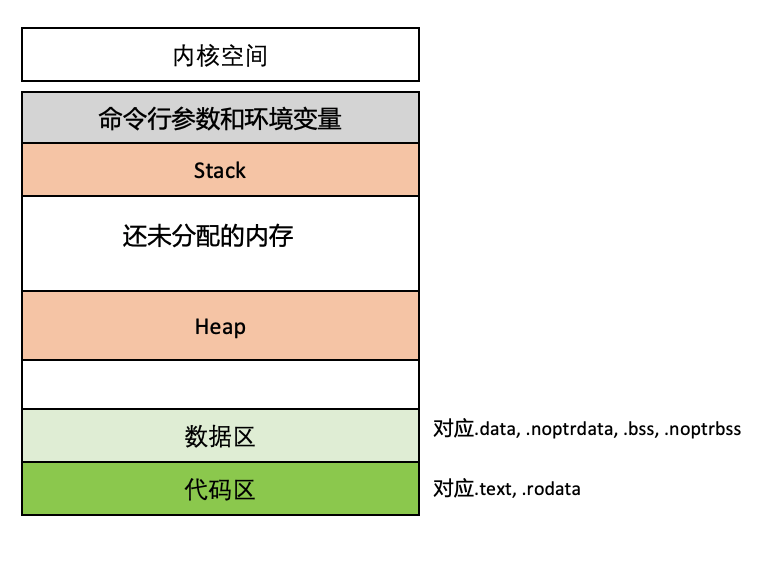 内核空间
命令行参数和环境变量
Stack
还未分配的内存
Heap
数据区
对应.data, .noptrdata, .bss, .noptrbss
代码区
对应.text, .rodata